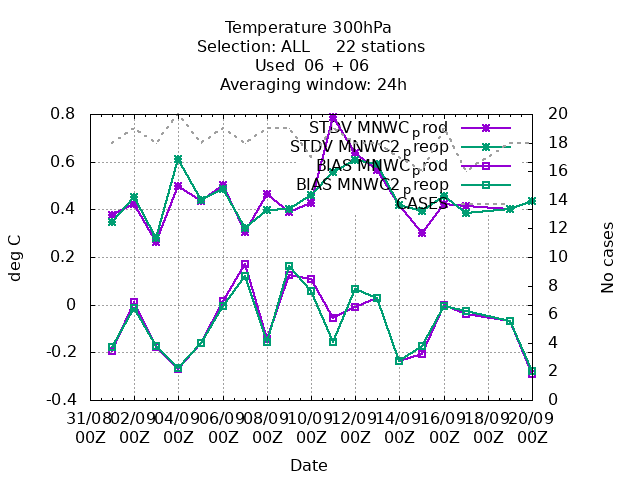 Temperature 300hPa
Selection: ALL     22 stations
Used  06 + 06
Averaging window: 24h
0.8
0.6
0.4
0.2
0
-0.2
-0.4
deg C
20
18
16
14
12
10
8
6
4
2
0
No cases
STDV MNWC_prod
STDV MNWC2_preop
BIAS MNWC_prod
BIAS MNWC2_preop
CASES
31/08 02/09 04/09 06/09 08/09 10/09 12/09 14/09 16/09 18/09 20/09
00Z 00Z 00Z 00Z 00Z 00Z 00Z 00Z 00Z 00Z 00Z
Date